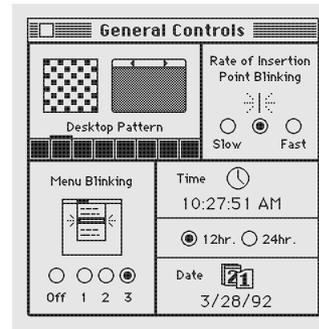 General Controls
Rate of Insertion
Point Blinking
Desktop Pattern
Slow Fast
Menu Blinking
Off 1 2 3
Time
10:27:51 AM
12hr. 24hr.
Date
21
3/28/92